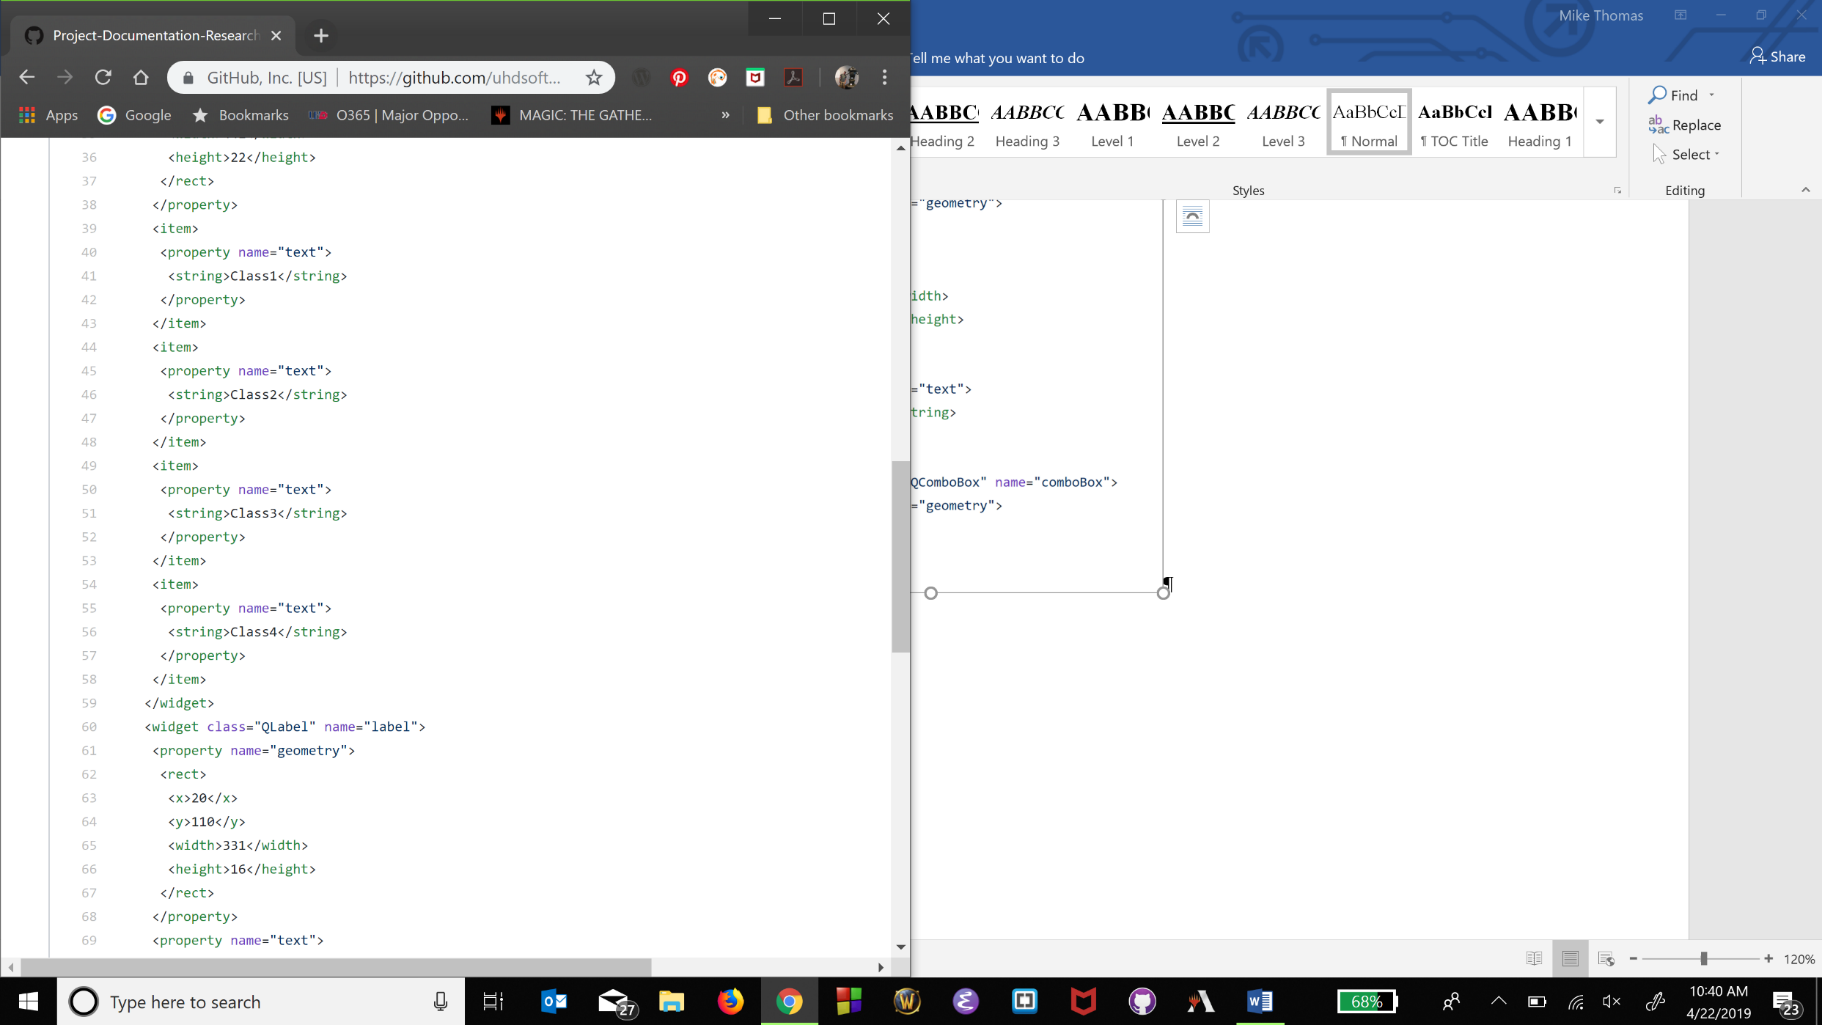 Project-Documentation-Research
GitHub, Inc. [US] | https://github.com/uhdsoft...
Apps
Google
Bookmarks
O365 | Major Oppo...
MAGIC: THE GATHE...
»
Other bookmarks
36 <height>22</height>
37 </rect>
38 </property>
39 <item>
40 <property name="text">
41 <string>Class1</string>
42 </property>
43 </item>
44 <item>
45 <property name="text">
46 <string>Class2</string>
47 </property>
48 </item>
49 <item>
50 <property name="text">
51 <string>Class3</string>
52 </property>
53 </item>
54 <item>
55 <property name="text">
56 <string>Class4</string>
57 </property>
58 </item>
59 </widget>
60 <widget class="QLabel" name="label">
61 <property name="geometry">
62 <rect>
63 <x>20</x>
64 <y>110</y>
65 <width>331</width>
66 <height>16</height>
67 </rect>
68 </property>
69 <property name="text">
Mike Thomas
Tell me what you want to do
Share
AABBC AABBCC AABB AABBC AABBCC AaBbCcD AaBbCcI AABB
Heading 2 Heading 3 Level 1 Level 2 Level 3 ¶ Normal ¶ TOC Title Heading 1
Styles
Find
Replace
Select
Editing
="geometry">
idth>
height>
="text">
tring>
QComboBox" name="comboBox">
="geometry">
¶
120%
Type here to search
27
68%
10:40 AM
4/22/2019
23